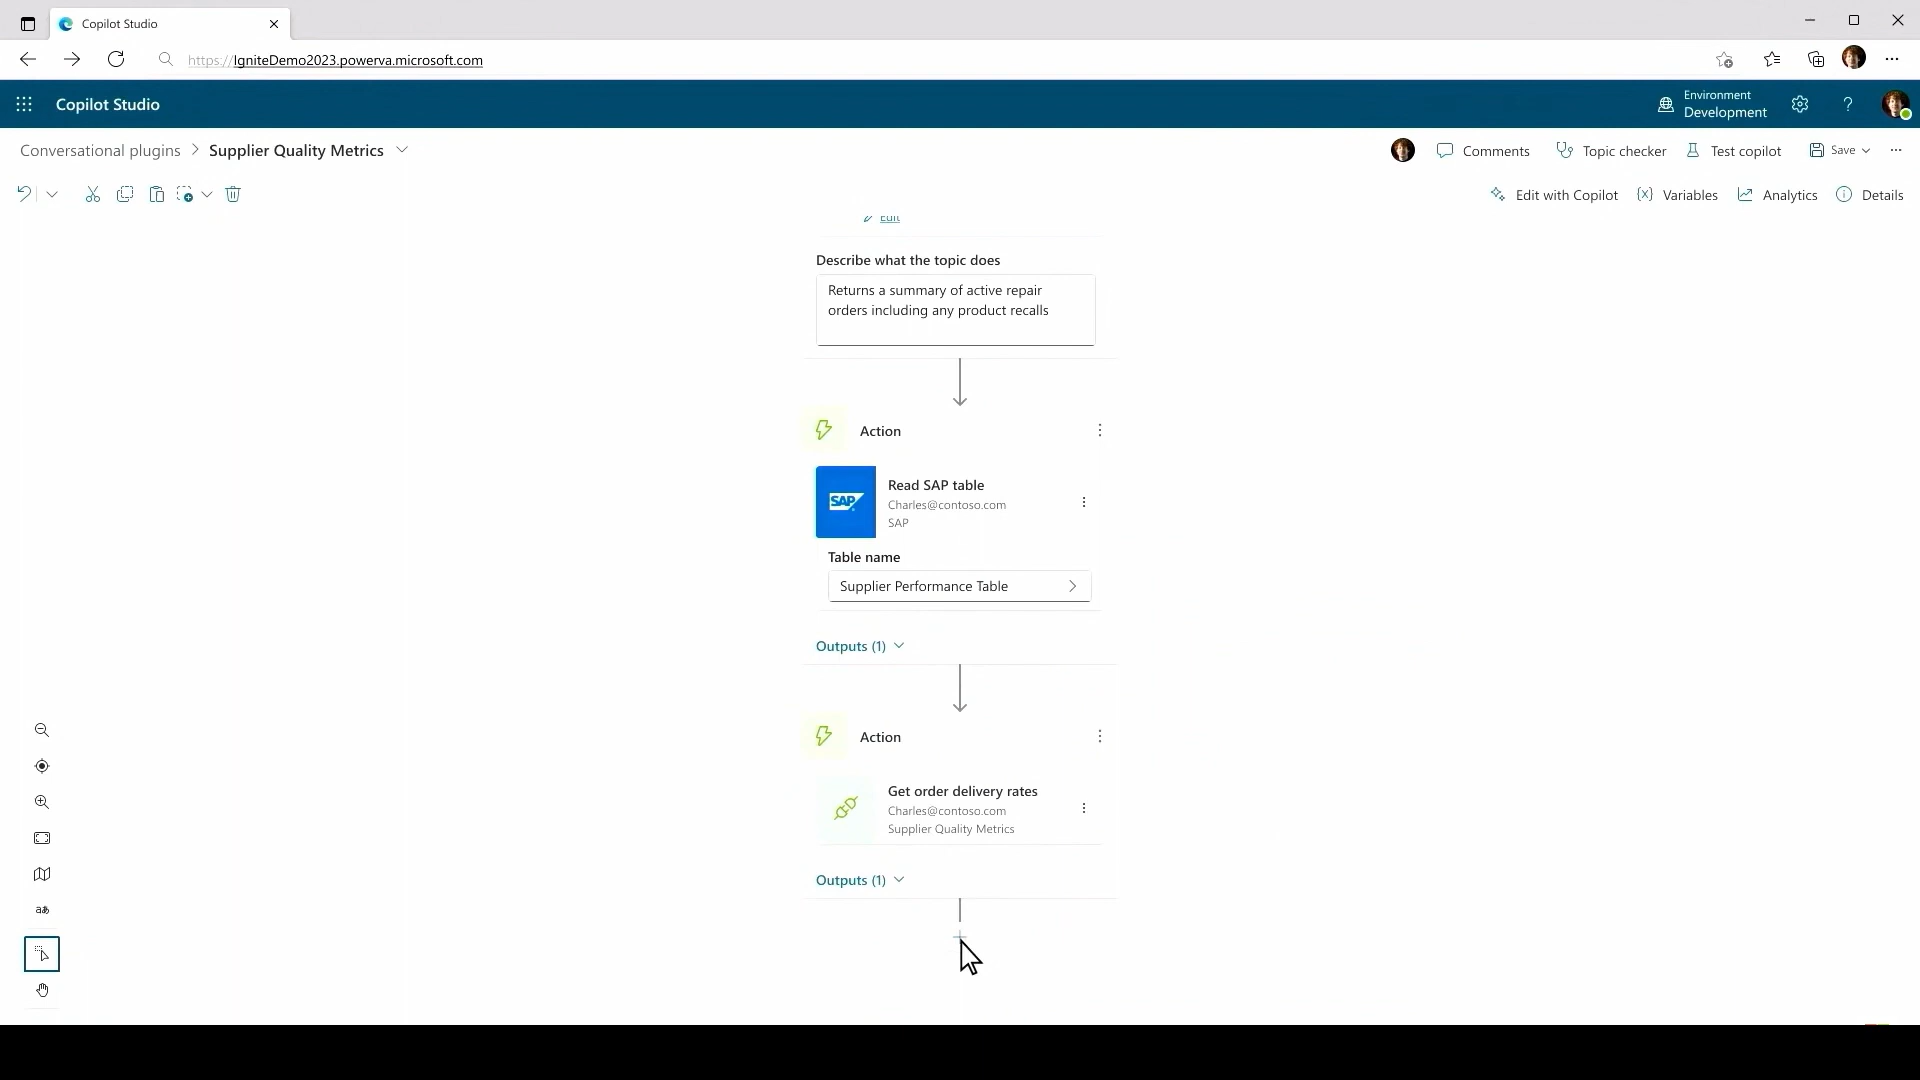 Copilot Studio
https://IgniteDemo2023.powerva.microsoft.com
Copilot Studio
Environment
Development
?
Conversational plugins > Supplier Quality Metrics
Comments
Topic checker
Test copilot
Save
Edit with Copilot
Variables
Analytics
Details
Edit
Describe what the topic does
Returns a summary of active repair
orders including any product recalls
Action
SAP
Read SAP table
Charles@contoso.com
SAP
Table name
Supplier Performance Table
Outputs (1)
Action
Get order delivery rates
Charles@contoso.com
Supplier Quality Metrics
Outputs (1)